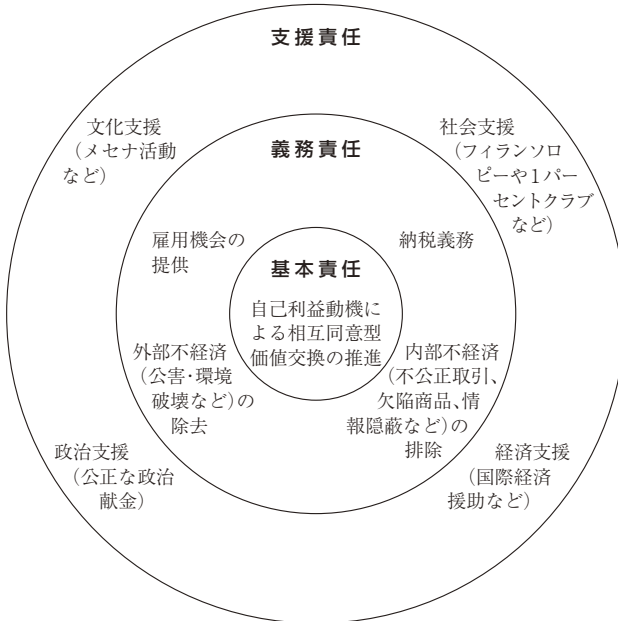 支援責任
文化支援
（メセナ活動
など）
社会支援
（フィランソロ
ピーや1パー
セントクラブ
など）
義務責任
雇用機会の
提供
納税義務
基本責任
自己利益動機に
よる相互同意型
価値交換の推進
外部不経済
（公害・環境
破壊など）の
除去
内部不経済
（不公正取引、
欠陥商品、情
報隠蔽など）の
排除
政治支援
（公正な政治
献金）
経済支援
（国際経済
援助など）